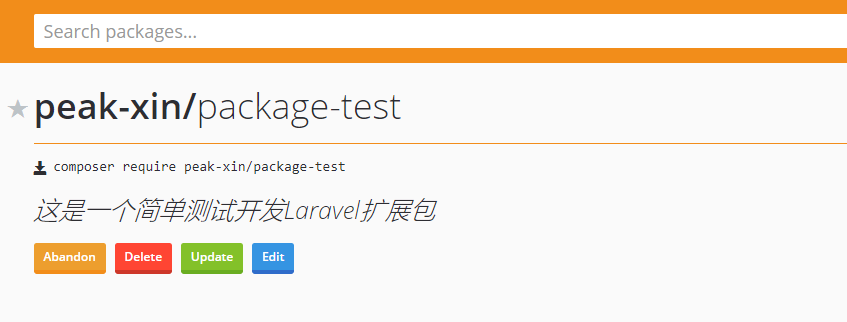 Search packages...
peak-xin/package-test
composer require peak-xin/package-test
这是一个简单测试开发Laravel扩展包
Abandon Delete Update Edit